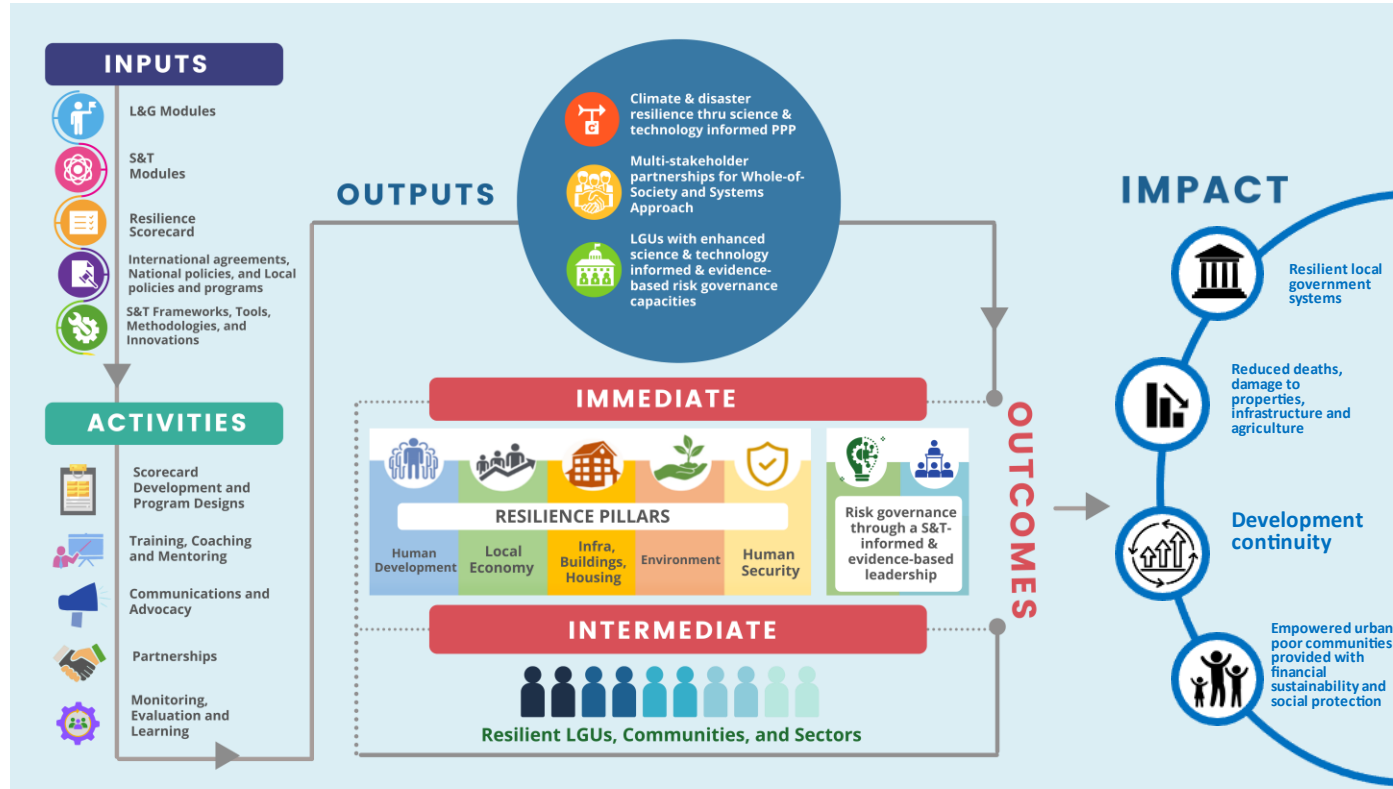 INPUTS
L&G Modules
S&T
Modules
Resilience
Scorecard
International agreements,
National policies, and Local
policies and programs
S&T Frameworks, Tools,
Methodologies, and
Innovations
ACTIVITIES
Scorecard
Development and
Program Designs
Training, Coaching
and Mentoring
Communications and
Advocacy
Partnerships
Monitoring,
Evaluation and
Learning
OUTPUTS
Climate & disaster
resilience thru science &
technology informed PPP
Multi-stakeholder
partnerships for Whole-of-
Society and Systems
Approach
LGUs with enhanced
science & technology
informed & evidence-
based risk governance
capacities
OUTCOMES
IMMEDIATE
RESILIENCE PILLARS
Human
Development
Local
Economy
Infra,
Buildings,
Housing
Environment
Human
Security
Risk governance
through a S&T-
informed &
evidence-based
leadership
INTERMEDIATE
Resilient LGUs, Communities, and Sectors
IMPACT
Resilient local
government
systems
Reduced deaths,
damage to
properties,
infrastructure and
agriculture
Development
continuity
Empowered urban
poor communities
provided with
financial
sustainability and
social protection